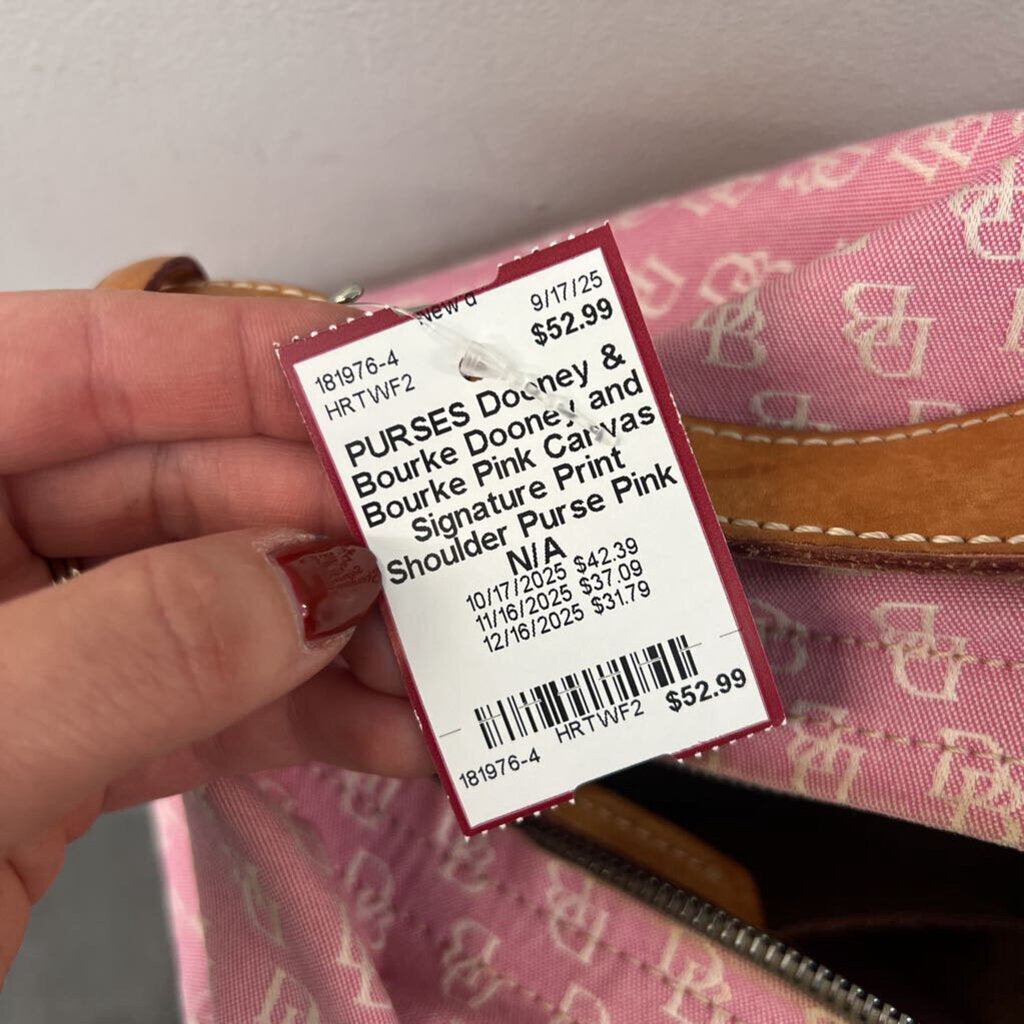 New
9/17/25
$52.99
181976-4
HRTWF2
PURSES Dooney &
Bourke Dooney and
Bourke Pink Canvas
Signature Print
Shoulder Purse Pink
N/A
10/17/2025 $42.39
11/16/2025 $37.09
12/16/2025 $31.79
181976-4 HRTWF2 $52.99